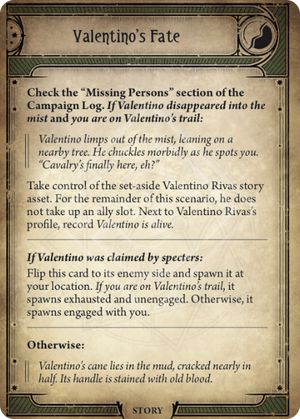 Valentino's Fate
Check the “Missing Persons” section of the
Campaign Log. If Valentino disappeared into the
mist and you are on Valentino's trail:
Valentino limps out of the mist, leaning on a
nearby tree. He chuckles morbidly as he spots you.
“Cavalry's finally here, eh?”
Take control of the set-aside Valentino Rivas story
asset. For the remainder of this scenario, he does
not take up an ally slot. Next to Valentino Rivas's
profile, record Valentino is alive.
If Valentino was claimed by specters:
Flip this card to its enemy side and spawn it at
your location. If you are on Valentino's trail, it
spawns exhausted and unengaged. Otherwise, it
spawns engaged with you.
Otherwise:
Valentino's cane lies in the mud, cracked nearly in
half. Its handle is stained with old blood.
STORY